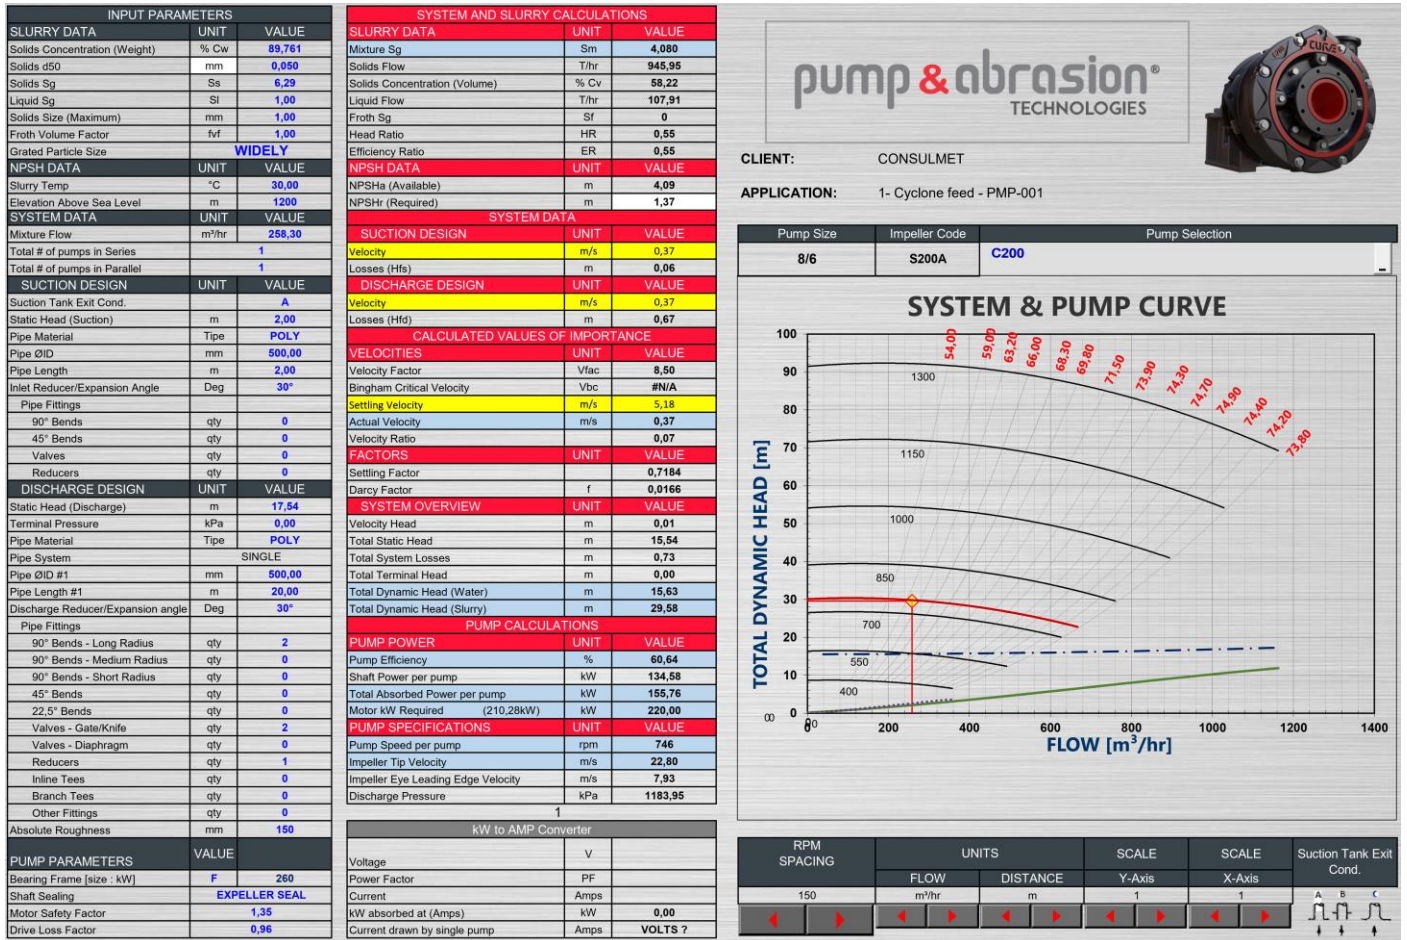 INPUT PARAMETERS
SLURRY DATA UNIT VALUE
Solids Concentration (Weight) % Cw 89,761
Solids d50 mm 0,050
Solids Sg Ss 6,29
Liquid Sg Sl 1,00
Solids Size (Maximum) mm 1,00
Froth Volume Factor fvf 1,00
Grated Particle Size WIDELY
NPSH DATA UNIT VALUE
Slurry Temp °C 30,00
Elevation Above Sea Level m 1200
SYSTEM DATA UNIT VALUE
Mixture Flow m³/hr 258,30
Total # of pumps in Series 1
Total # of pumps in Parallel 1
SUCTION DESIGN UNIT VALUE
Suction Tank Exit Cond. A
Static Head (Suction) m 2,00
Pipe Material Tipe POLY
Pipe ØID mm 500,00
Pipe Length m 2,00
Inlet Reducer/Expansion Angle Deg 30°
Pipe Fittings
90° Bends qty 0
45° Bends qty 0
Valves qty 0
Reducers qty 0
DISCHARGE DESIGN UNIT VALUE
Static Head (Discharge) m 17,54
Terminal Pressure kPa 0,00
Pipe Material Tipe POLY
Pipe System SINGLE
Pipe ØID #1 mm 500,00
Pipe Length #1 m 20,00
Discharge Reducer/Expansion angle Deg 30°
Pipe Fittings
90° Bends - Long Radius qty 2
90° Bends - Medium Radius qty 0
90° Bends - Short Radius qty 0
45° Bends qty 0
22,5° Bends qty 0
Valves - Gate/Knife qty 2
Valves - Diaphragm qty 0
Reducers qty 1
Inline Tees qty 0
Branch Tees qty 0
Other Fittings qty 0
Absolute Roughness mm 150
PUMP PARAMETERS VALUE
Bearing Frame [size : kW] F 260
Shaft Sealing EXPELLER SEAL
Motor Safety Factor 1,35
Drive Loss Factor 0,96
SYSTEM AND SLURRY CALCULATIONS
SLURRY DATA UNIT VALUE
Mixture Sg Sm 4,080
Solids Flow T/hr 945,95
Solids Concentration (Volume) % Cv 58,22
Liquid Flow T/hr 107,91
Froth Sg Sf 0
Head Ratio HR 0,55
Efficiency Ratio ER 0,55
NPSH DATA UNIT VALUE
NPSHa (Available) m 4,09
NPSHr (Required) m 1,37
SYSTEM DATA
SUCTION DESIGN UNIT VALUE
Velocity m/s 0,37
Losses (Hfs) m 0,06
DISCHARGE DESIGN UNIT VALUE
Velocity m/s 0,37
Losses (Hfd) m 0,67
CALCULATED VALUES OF IMPORTANCE
VELOCITIES UNIT VALUE
Velocity Factor Vfac 8,50
Bingham Critical Velocity Vbc #N/A
Settling Velocity m/s 5,18
Actual Velocity m/s 0,37
Velocity Ratio 0,07
FACTORS UNIT VALUE
Settling Factor 0,7184
Darcy Factor f 0,0166
SYSTEM OVERVIEW UNIT VALUE
Velocity Head m 0,01
Total Static Head m 15,54
Total System Losses m 0,73
Total Terminal Head m 0,00
Total Dynamic Head (Water) m 15,63
Total Dynamic Head (Slurry) m 29,58
PUMP CALCULATIONS
PUMP POWER UNIT VALUE
Pump Efficiency % 60,64
Shaft Power per pump kW 134,58
Total Absorbed Power per pump kW 155,76
Motor kW Required (210,28kW) kW 220,00
PUMP SPECIFICATIONS UNIT VALUE
Pump Speed per pump rpm 746
Impeller Tip Velocity m/s 22,80
Impeller Eye Leading Edge Velocity m/s 7,93
Discharge Pressure kPa 1183,95
1
kW to AMP Converter
Voltage V
Power Factor PF
Current Amps
kW absorbed at (Amps) kW 0,00
Current drawn by single pump Amps VOLTS ?
pump & abrasion®
TECHNOLOGIES
CURVE
CLIENT: CONSULMET
APPLICATION: 1- Cyclone feed - PMP-001
Pump Size Impeller Code Pump Selection
8/6 S200A C200
SYSTEM & PUMP CURVE
54,00 59,00 63,20 66,00 68,30 69,80 71,50 73,90 74,30 74,70 74,90 74,40 74,20 73,80
TOTAL DYNAMIC HEAD [m]
100
90
80
70
60
50
40
30
20
10
0
1300
1150
1000
850
700
550
400
0 200 400 600 800 1000 1200 1400
FLOW [m³/hr]
RPM SPACING UNITS SCALE SCALE Suction Tank Exit Cond.
FLOW DISTANCE Y-Axis X-Axis
150 m³/hr m 1 1
A B C